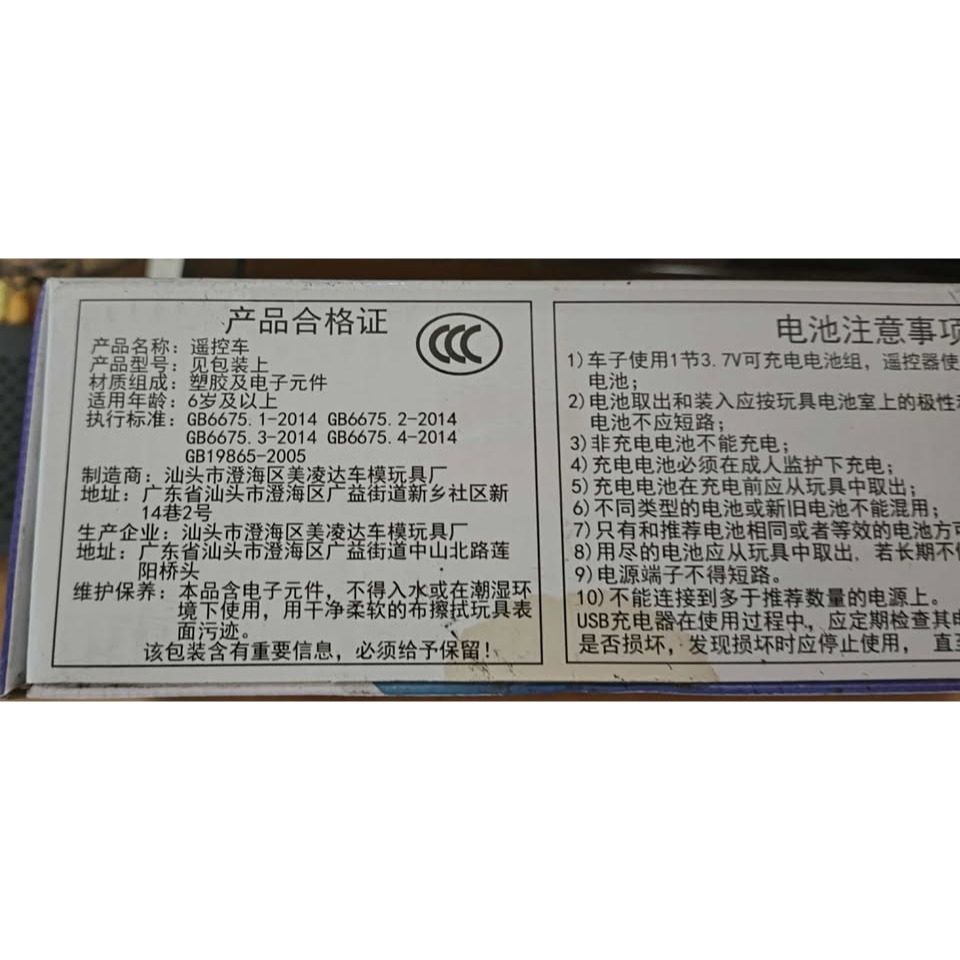 产品合格证
CCC
产品名称：遥控车
产品型号：见包装上
材质组成：塑胶及电子元件
适用年龄：6岁及以上
执行标准：GB6675.1-2014 GB6675.2-2014
GB6675.3-2014 GB6675.4-2014
GB19865-2005
制造商：汕头市澄海区美凌达车模玩具厂
地址：广东省汕头市澄海区广益街道新乡社区新
14巷2号
生产企业：汕头市澄海区美凌达车模玩具厂
地址：广东省汕头市澄海区广益街道中山北路莲
阳桥头
维护保养：本品含电子元件，不得入水或在潮湿环
境下使用，用干净柔软的布擦拭玩具表
面污迹。
该包装含有重要信息，必须给予保留！
电池注意事项
1)车子使用1节3.7V可充电电池组，遥控器使
电池；
2)电池取出和装入应按玩具电池室上的极性
电池不应短路；
3)非充电电池不能充电；
4)充电电池必须在成人监护下充电；
5)充电电池在充电前应从玩具中取出；
6)不同类型的电池或新旧电池不能混用；
7)只有和推荐电池相同或者等效的电池方
8)用尽的电池应从玩具中取出，若长期不
9)电源端子不得短路。
10)不能连接到多于推荐数量的电源上。
USB充电器在使用过程中，应定期检查其
是否损坏，发现损坏时应停止使用，直